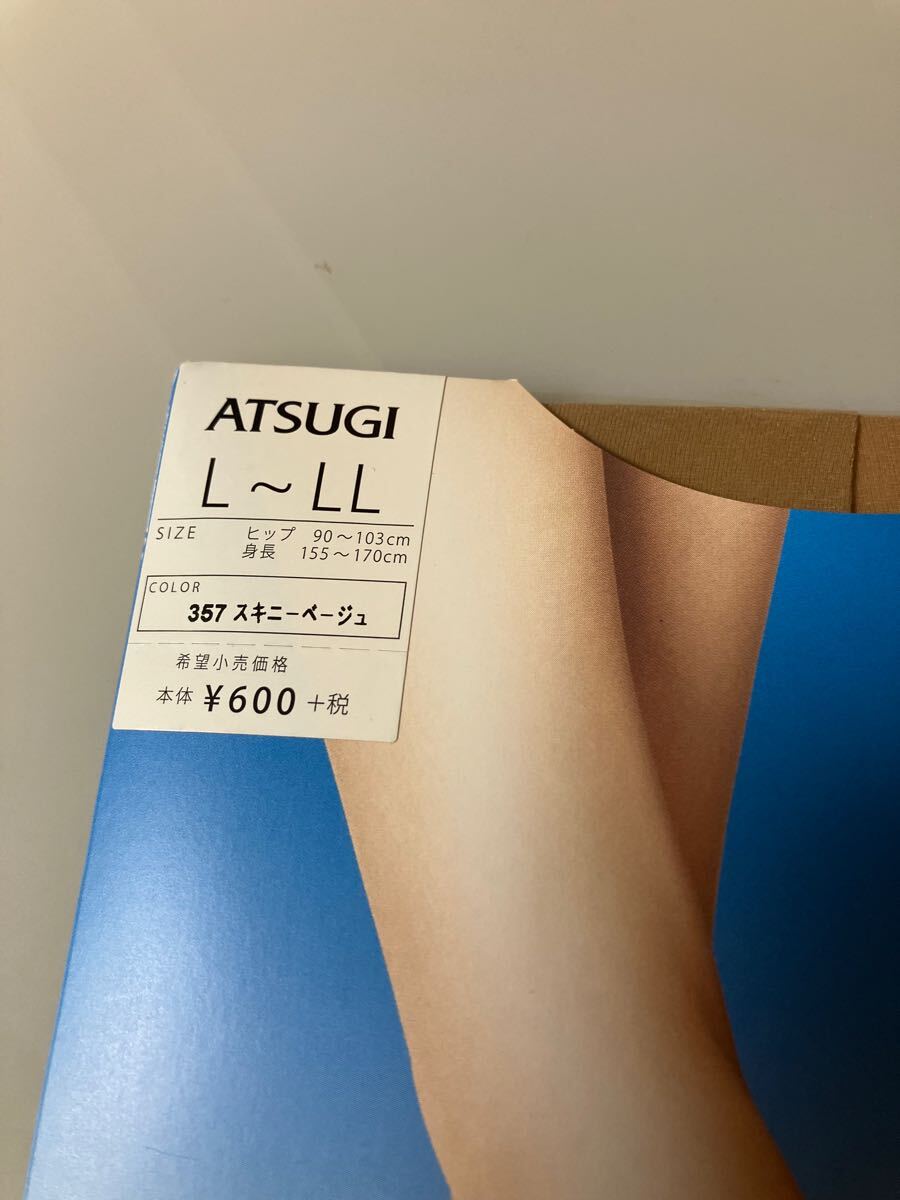 ATSUGI
L～LL
SIZE ヒップ 90～103cm
身長 155～170cm
COLOR
357 スキニーベージュ
希望小売価格
本体 ¥600 +税